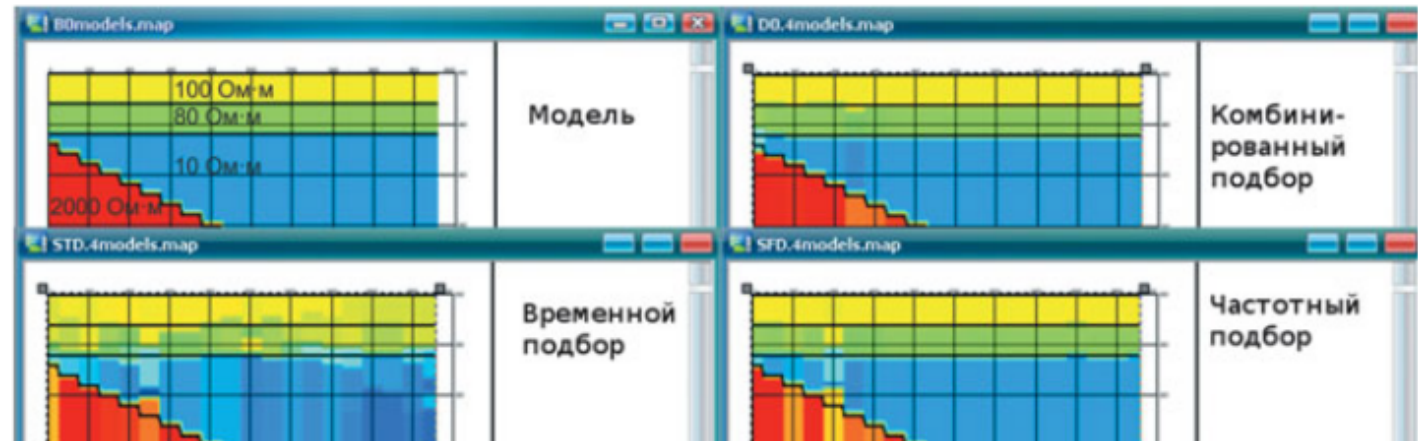 B0models.map
100 Ом·м
80 Ом·м
10 Ом·м
2000 Ом·м
Модель
D0.4models.map
Комбини-
рованный
подбор
STD.4models.map
Временной
подбор
SFD.4models.map
Частотный
подбор